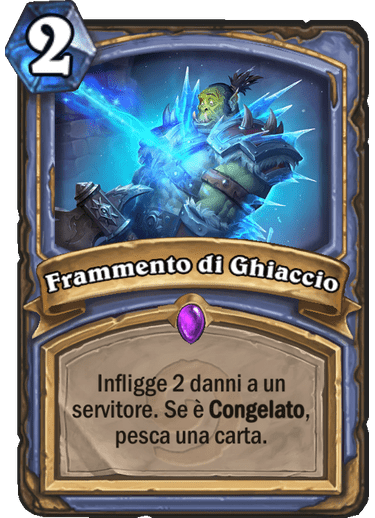 2
Frammento di Ghiaccio
Infligge 2 danni a un
servitore. Se è Congelato,
pesca una carta.